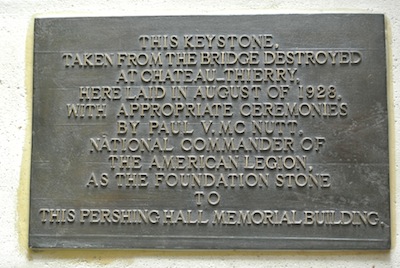 THIS KEYSTONE,
TAKEN FROM THE BRIDGE DESTROYED
AT CHATEAU-THIERRY,
HERE LAID IN AUGUST OF 1928,
WITH APPROPRIATE CEREMONIES
BY PAUL V. MC NUTT,
NATIONAL COMMANDER OF
THE AMERICAN LEGION,
AS THE FOUNDATION STONE
TO
THIS PERSHING HALL MEMORIAL BUILDING.